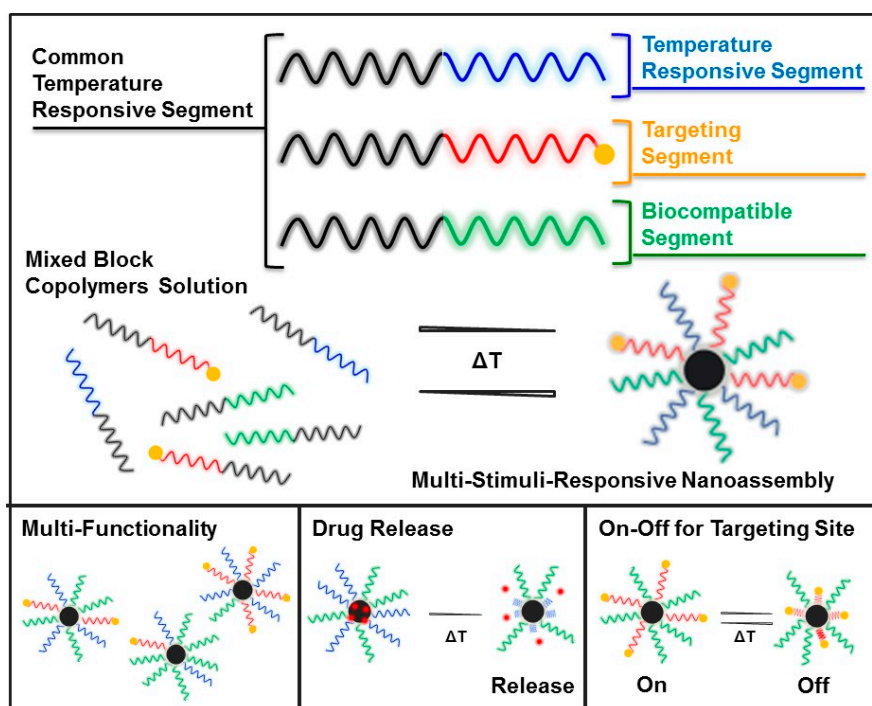 Common
Temperature
Responsive Segment
Temperature
Responsive Segment
Targeting
Segment
Biocompatible
Segment
Mixed Block
Copolymers Solution
ΔT
Multi-Stimuli-Responsive Nanoassembly
Multi-Functionality
Drug Release
ΔT
Release
On-Off for Targeting Site
ΔT
On
Off